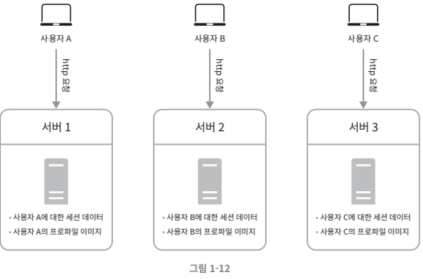 사용자 A
사용자 B
사용자 C
http 요청
http 요청
http 요청
서버 1
서버 2
서버 3
• 사용자 A에 대한 세션 데이터
• 사용자 A의 프로파일 이미지
• 사용자 B에 대한 세션 데이터
• 사용자 B의 프로파일 이미지
• 사용자 C에 대한 세션 데이터
• 사용자 C의 프로파일 이미지
그림 1-12